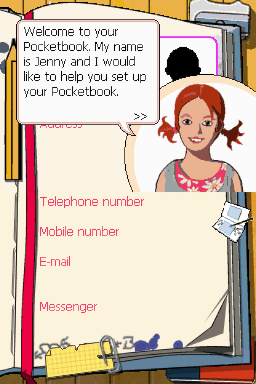 Welcome to your
Pocketbook. My name
is Jenny and I would
like to help you set up
your Pocketbook.
>>
Address
Telephone number
Mobile number
E-mail
Messenger